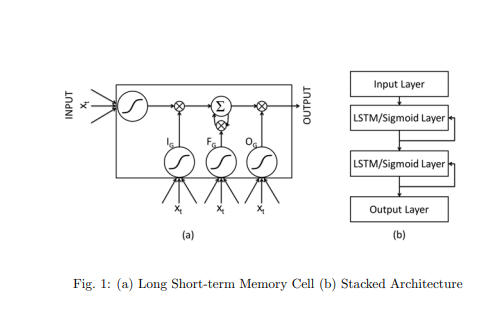 INPUT
x_t
Σ
OUTPUT
I_G
F_G
O_G
x_t
x_t
x_t
(a)
Input Layer
LSTM/Sigmoid Layer
LSTM/Sigmoid Layer
Output Layer
(b)
Fig. 1: (a) Long Short-term Memory Cell (b) Stacked Architecture